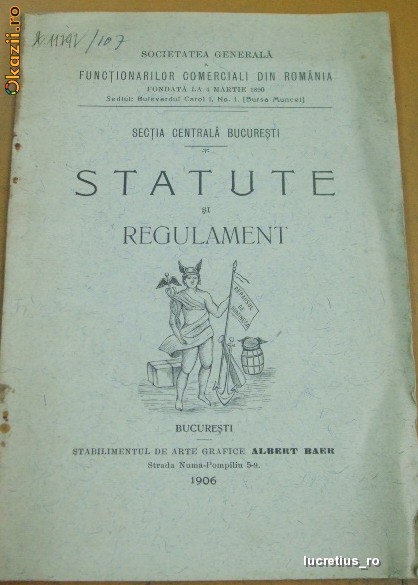 Okazii.ro
SOCIETATEA GENERALĂ
A
FUNCȚIONARILOR COMERCIALI DIN ROMÂNIA
FONDATĂ LA 4 MARTIE 1890
Sediul: Bulevardul Carol I, No. 1. (Bursa Muncei)
SECȚIA CENTRALĂ BUCUREȘTI
STATUTE
ȘI
REGULAMENT
BUCUREȘTI
STABILIMENTUL DE ARTE GRAFICE ALBERT BAER
Strada Numa-Pompiliu 5-9.
1906
lucretius_ro